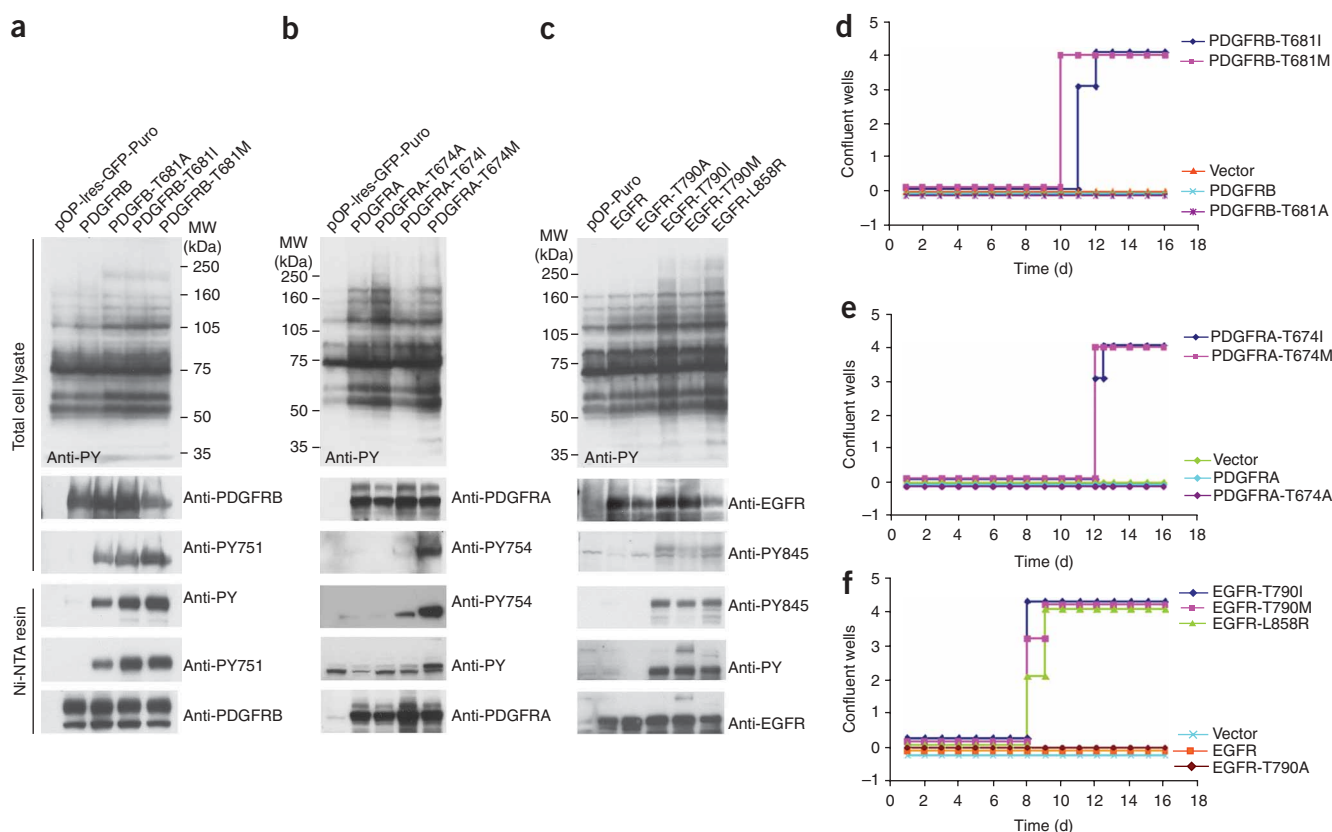 a
pOP-Ires-GFP-Puro
PDGFRB
PDGFB-T681A
PDGFRB-T681I
PDGFRB-T681M
MW
(kDa)
250
160
105
75
50
35
Total cell lysate
Anti-PY
Anti-PDGFRB
Anti-PY751
Ni-NTA resin
Anti-PY
Anti-PY751
Anti-PDGFRB
b
pOP-Ires-GFP-Puro
PDGFRA
PDGFRA-T674A
PDGFRA-T674I
PDGFRA-T674M
MW
(kDa)
250
160
105
75
50
35
Anti-PY
Anti-PDGFRA
Anti-PY754
Anti-PY754
Anti-PY
Anti-PDGFRA
c
pOP-Puro
EGFR
EGFR-T790A
EGFR-T790I
EGFR-T790M
EGFR-L858R
MW
(kDa)
250
160
105
75
50
35
Anti-PY
Anti-EGFR
Anti-PY845
Anti-PY845
Anti-PY
Anti-EGFR
d
Confluent wells
5
4
3
2
1
0
–1
0 2 4 6 8 10 12 14 16 18
Time (d)
PDGFRB-T681I
PDGFRB-T681M
Vector
PDGFRB
PDGFRB-T681A
e
Confluent wells
5
4
3
2
1
0
–1
0 2 4 6 8 10 12 14 16 18
Time (d)
PDGFRA-T674I
PDGFRA-T674M
Vector
PDGFRA
PDGFRA-T674A
f
Confluent wells
5
4
3
2
1
0
–1
0 2 4 6 8 10 12 14 16 18
Time (d)
EGFR-T790I
EGFR-T790M
EGFR-L858R
Vector
EGFR
EGFR-T790A